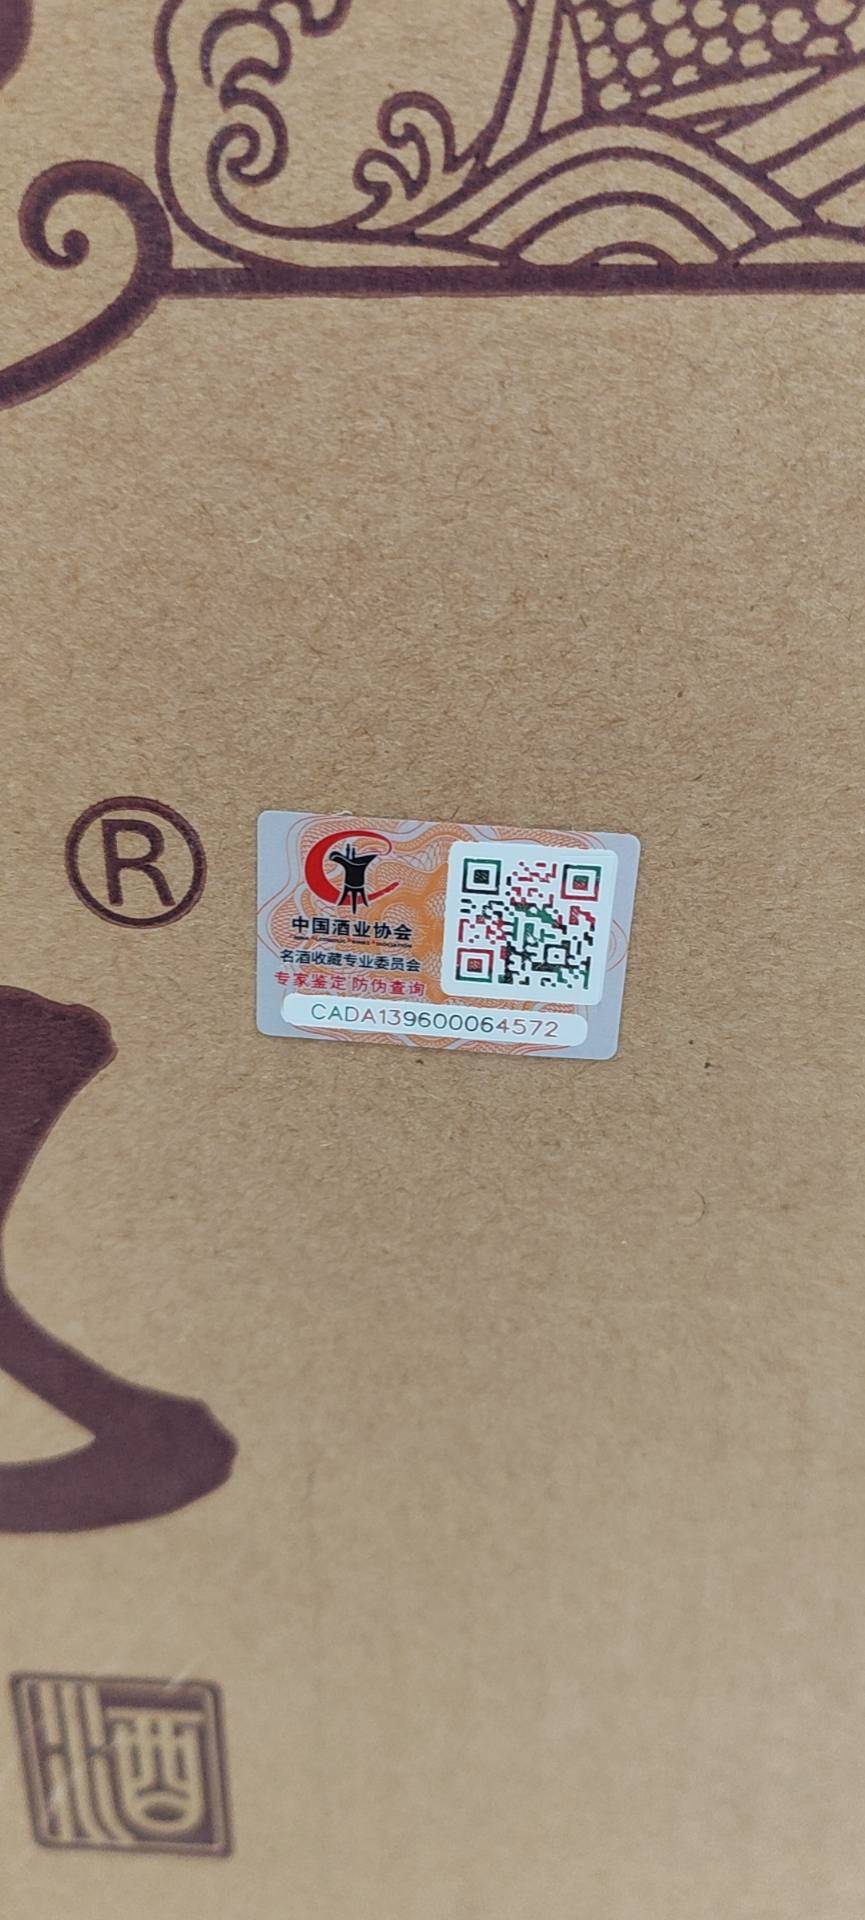 ®
中国酒业协会
名酒收藏专业委员会
专家鉴定 防伪查询
CADA139600064572
酒